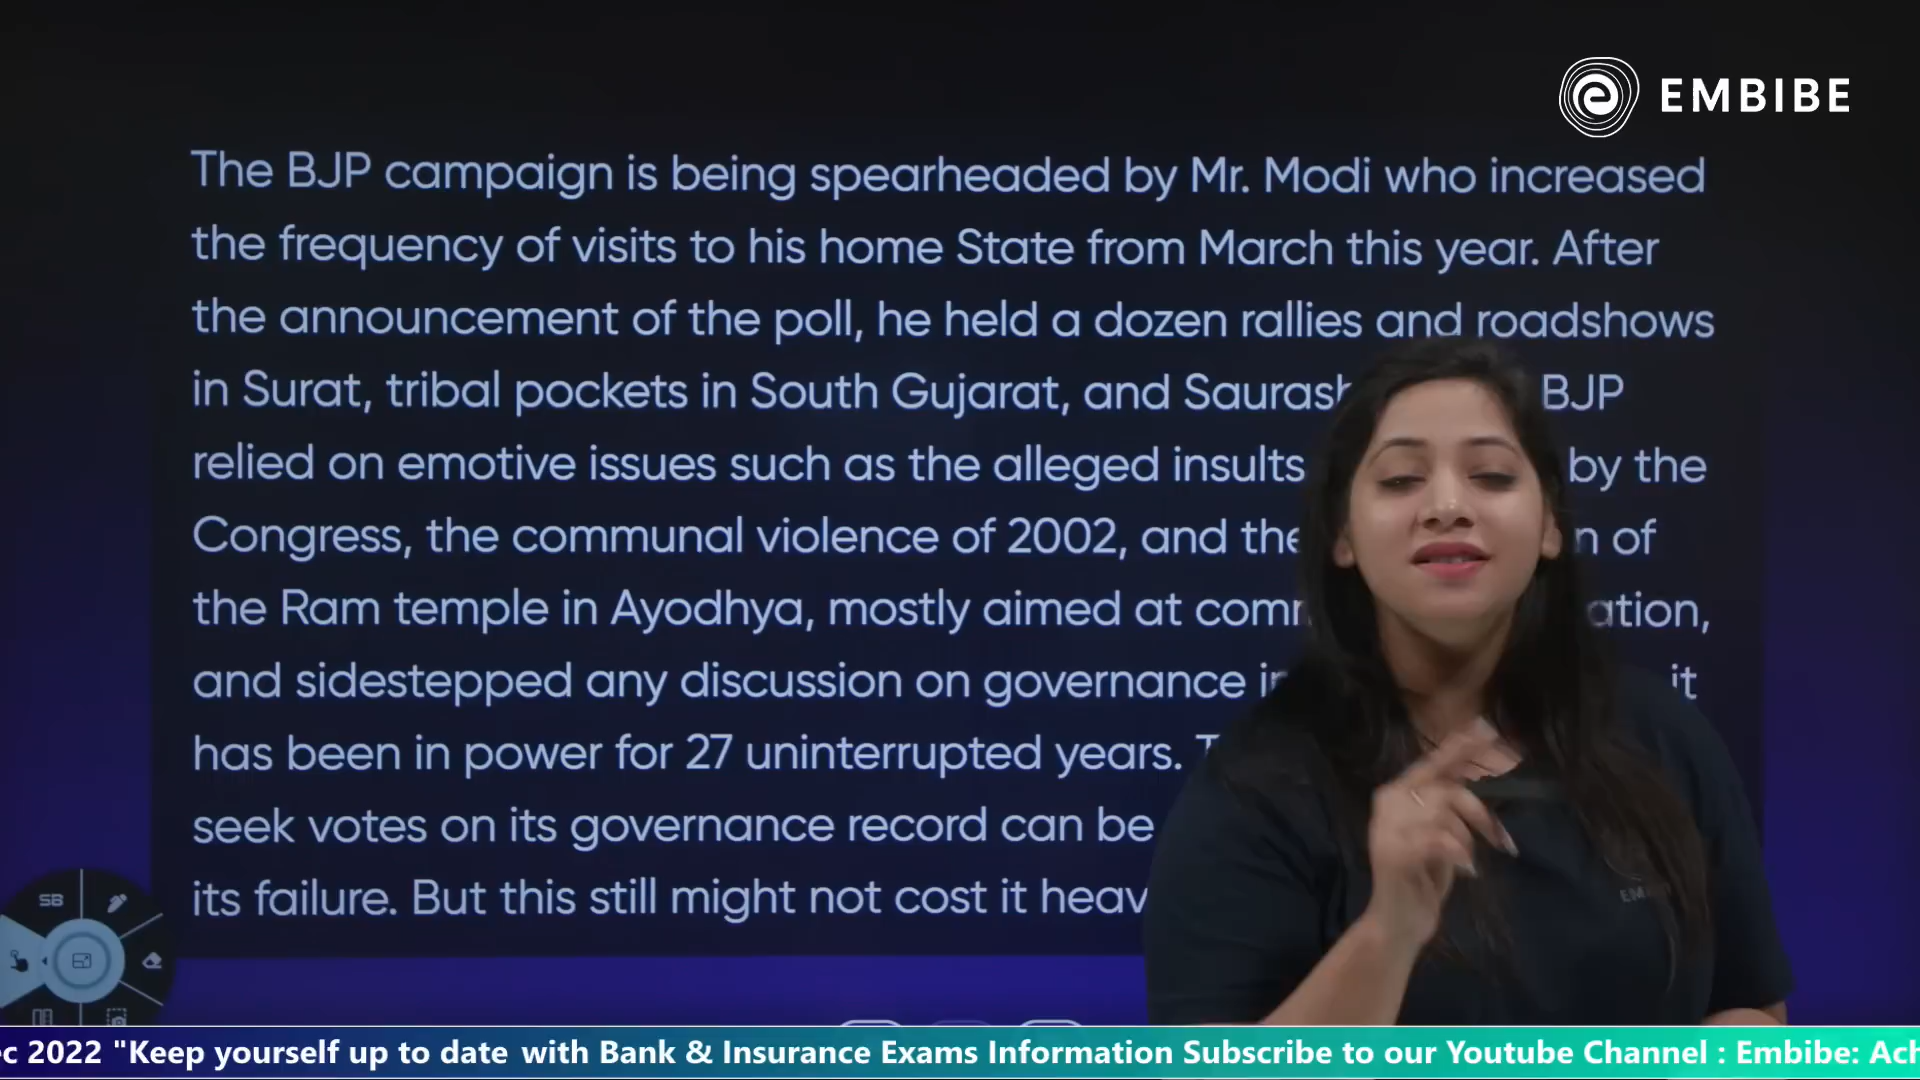 EMBIBE
The BJP campaign is being spearheaded by Mr. Modi who increased
the frequency of visits to his home State from March this year. After
the announcement of the poll, he held a dozen rallies and roadshows
in Surat, tribal pockets in South Gujarat, and BJP
relied on emotive issues such as the alleged insults by the
Congress, the communal violence of 2002, and of
the Ram temple in Ayodhya, mostly aimed at
and sidestepped any discussion on governance it
has been in power for 27 uninterrupted years.
seek votes on its governance record can be
its failure. But this still might not cost it
SB
2022 "Keep yourself up to date with Bank & Insurance Exams Information Subscribe to our Youtube Channel : Embibe: